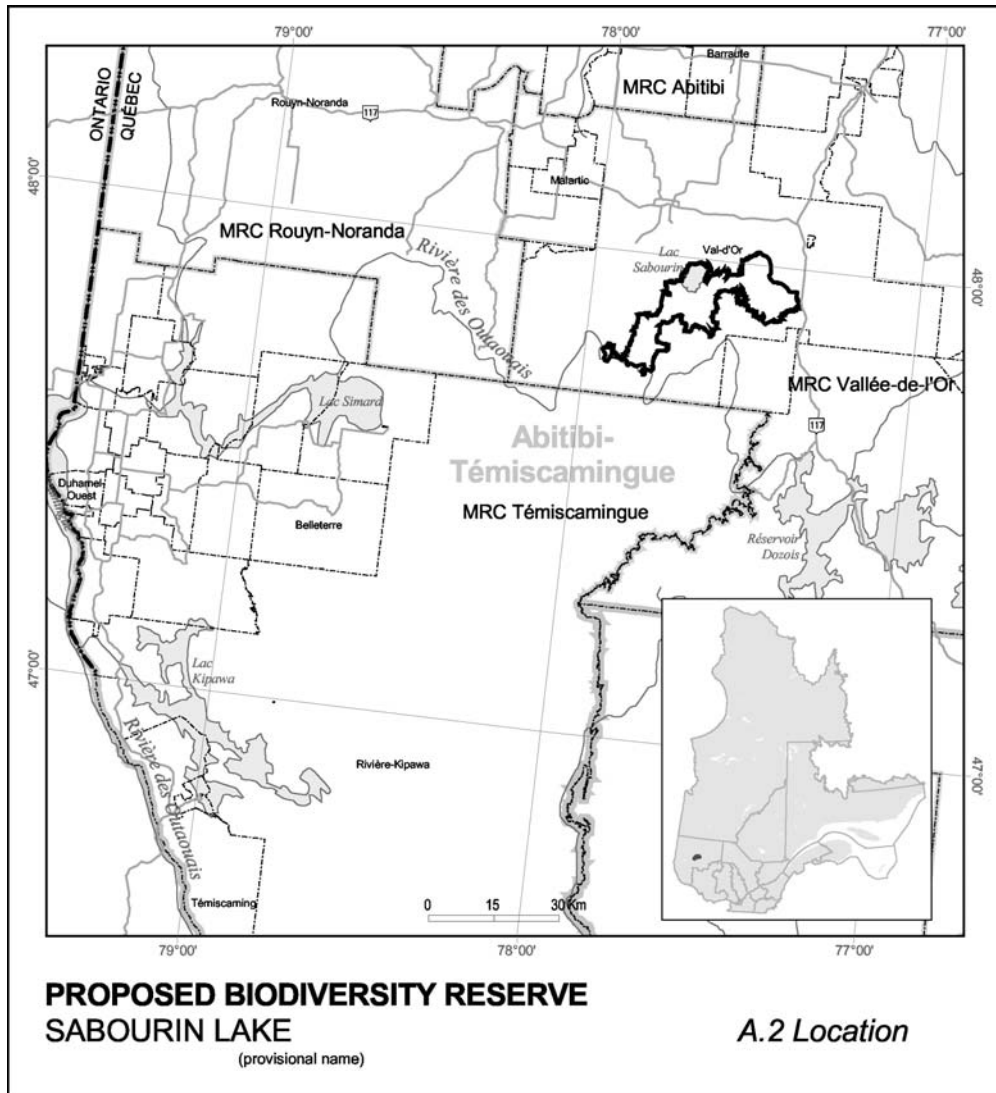 79°00'
78°00'
77°00'
ONTARIO
QUÉBEC
Barraute
MRC Abitibi
Rouyn-Noranda
117
48°00'
Malartic
MRC Rouyn-Noranda
Rivière des Outaouais
Lac
Sabourin
Val-d'Or
48°00'
MRC Vallée-de-l'Or
Lac Simard
117
Abitibi-
Témiscamingue
MRC Témiscamingue
Duhamel-
Ouest
Belleterre
Réservoir
Dozois
47°00'
Lac
Kipawa
Rivière des Outaouais
Rivière-Kipawa
47°00'
Témiscaming
0 15 30 Km
79°00'
78°00'
77°00'
PROPOSED BIODIVERSITY RESERVE
SABOURIN LAKE
A.2 Location
(provisional name)